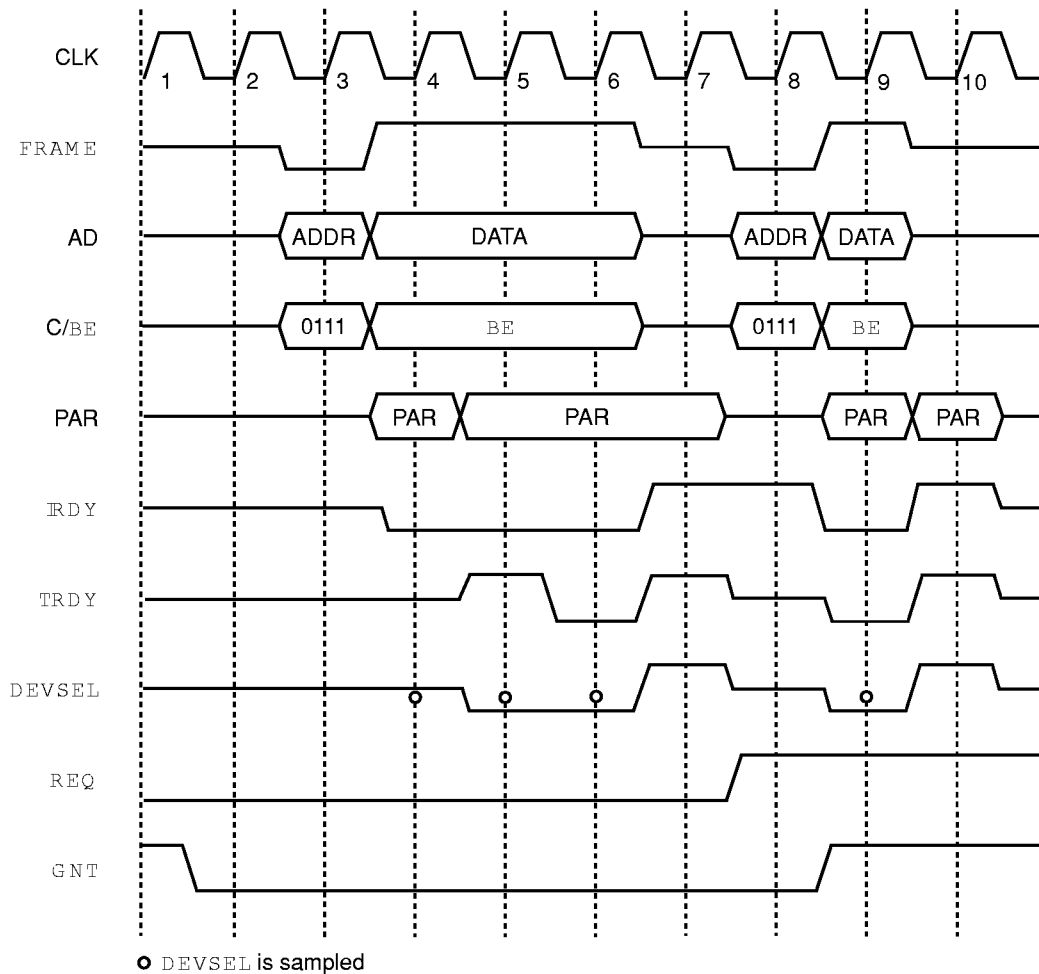 CLK
1 2 3 4 5 6 7 8 9 10
FRAME
AD ADDR DATA ADDR DATA
C/BE 0111 BE 0111 BE
PAR PAR PAR PAR PAR
IRDY
TRDY
DEVSEL
REQ
GNT
DEVSEL is sampled